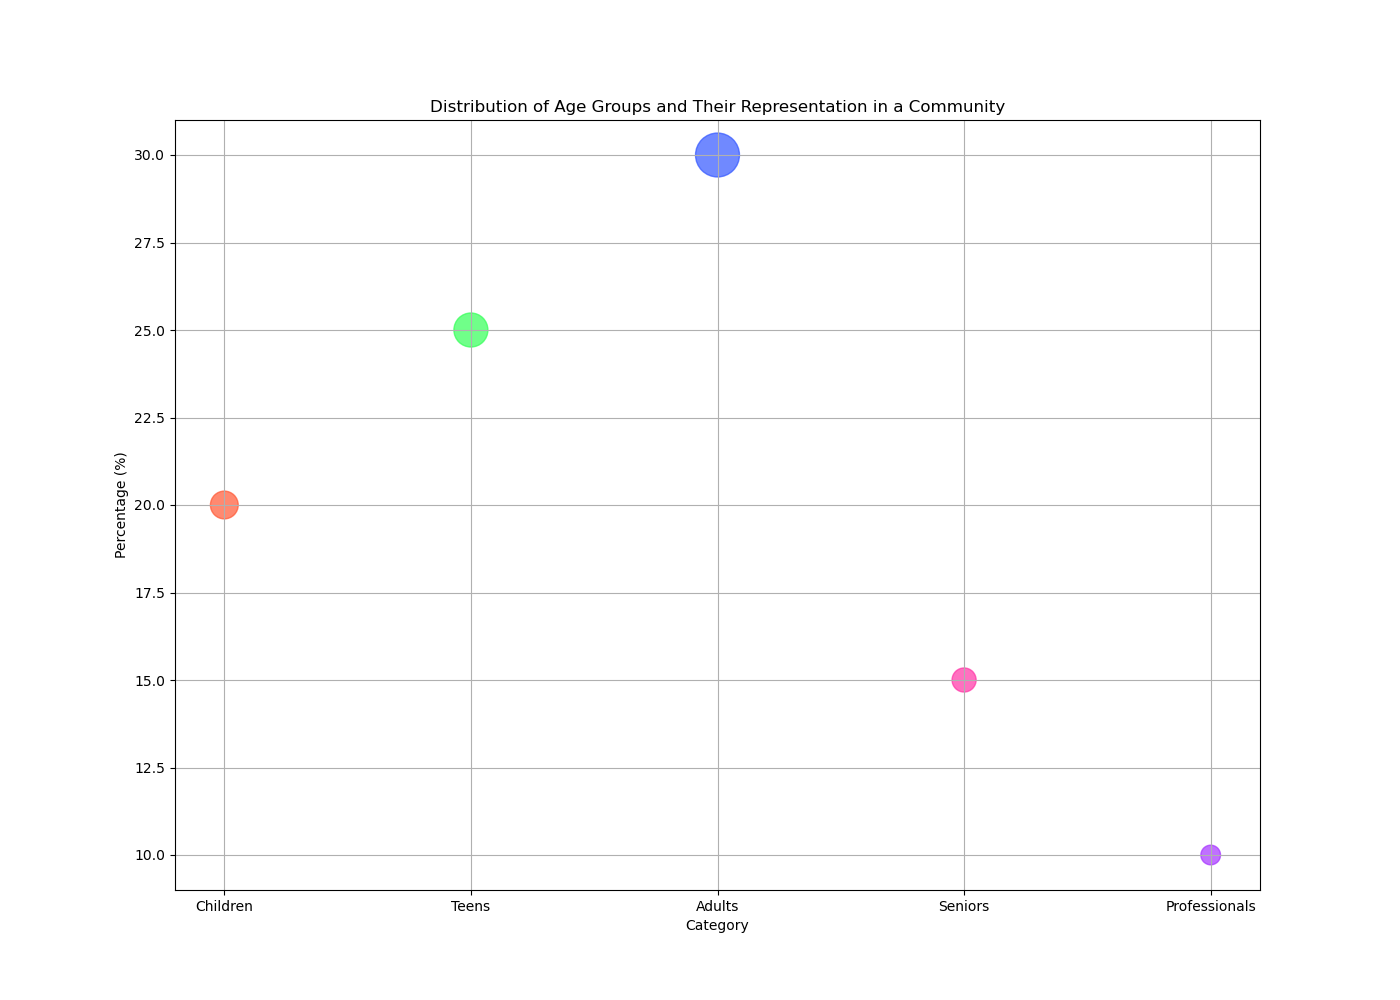 Distribution of Age Groups and Their Representation in a Community
30.0
27.5
25.0
22.5
20.0
17.5
15.0
12.5
10.0
Percentage (%)
Children Teens Adults Seniors Professionals
Category